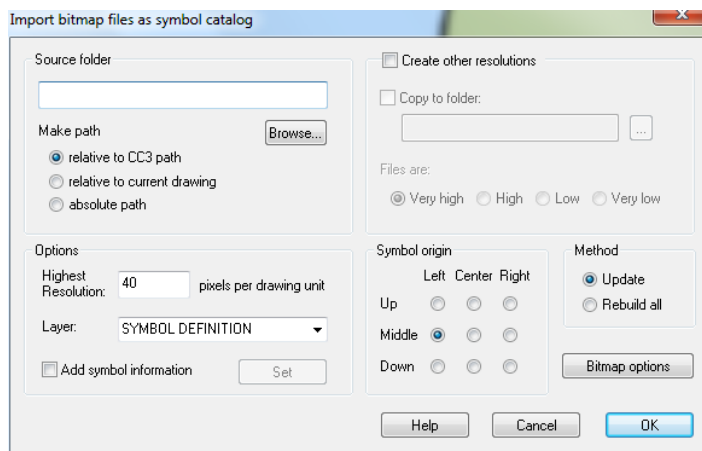 Import bitmap files as symbol catalog
Source folder
Make path
Browse...
relative to CC3 path
relative to current drawing
absolute path
Create other resolutions
Copy to folder:
...
Files are:
Very high High Low Very low
Options
Highest
Resolution:
40
pixels per drawing unit
Layer:
SYMBOL DEFINITION
Add symbol information
Set
Symbol origin
Left Center Right
Up
Middle
Down
Method
Update
Rebuild all
Bitmap options
Help
Cancel
OK